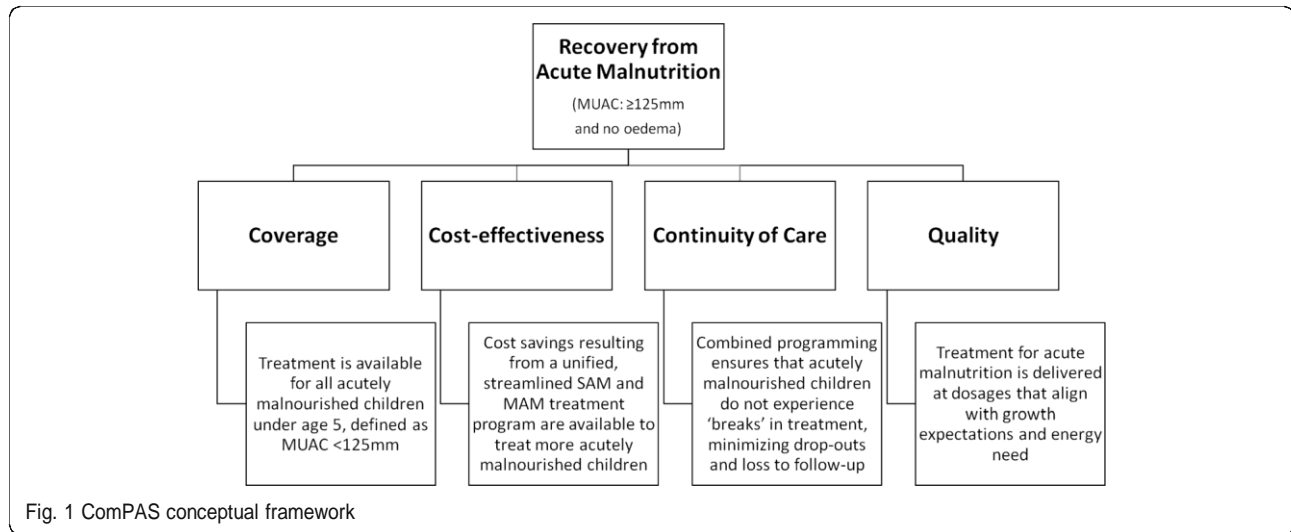 Recovery from
Acute Malnutrition
(MUAC: ≥125mm
and no oedema)
Coverage
Cost-effectiveness
Continuity of Care
Quality
Treatment is available
for all acutely
malnourished children
under age 5, defined as
MUAC <125mm
Cost savings resulting
from a unified,
streamlined SAM and
MAM treatment
program are available to
treat more acutely
malnourished children
Combined programming
ensures that acutely
malnourished children
do not experience
‘breaks’ in treatment,
minimizing drop-outs
and loss to follow-up
Treatment for acute
malnutrition is delivered
at dosages that align
with growth
expectations and energy
need
Fig. 1 ComPAS conceptual framework